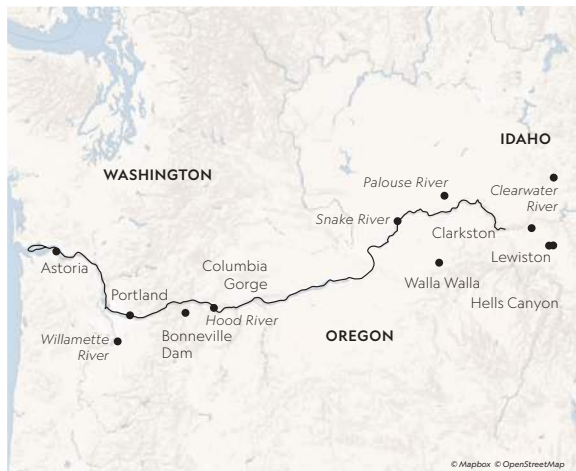 IDAHO
WASHINGTON
Palouse River
Clearwater
River
Snake River
Clarkston
Astoria
Columbia
Gorge
Lewiston
Walla Walla
Portland
Hells Canyon
Hood River
Willamette
River
Bonneville
Dam
OREGON
© Mapbox © OpenStreetMap